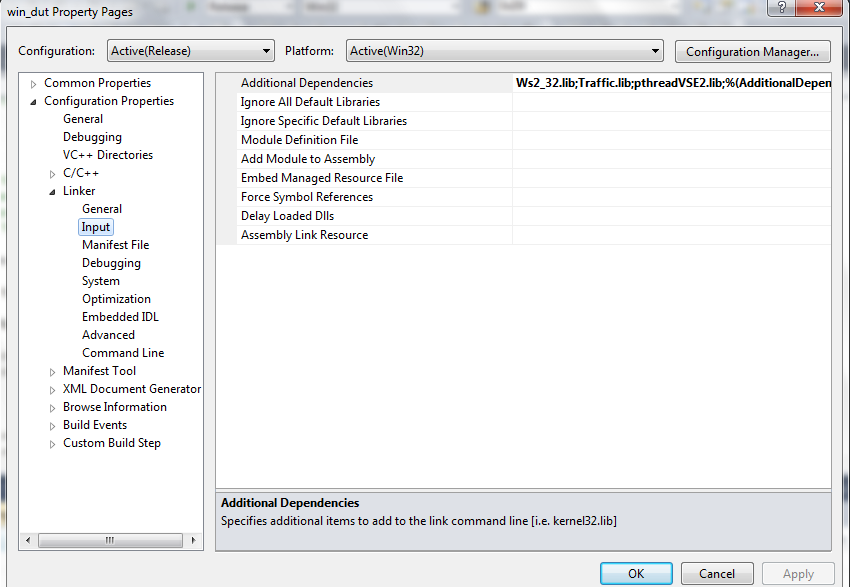 win_dut Property Pages
Configuration: Active(Release) Platform: Active(Win32) Configuration Manager...
Common Properties
Configuration Properties
General
Debugging
VC++ Directories
C/C++
Linker
General
Input
Manifest File
Debugging
System
Optimization
Embedded IDL
Advanced
Command Line
Manifest Tool
XML Document Generator
Browse Information
Build Events
Custom Build Step
Additional Dependencies Ws2_32.lib;Traffic.lib;pthreadVSE2.lib;%(AdditionalDepen
Ignore All Default Libraries
Ignore Specific Default Libraries
Module Definition File
Add Module to Assembly
Embed Managed Resource File
Force Symbol References
Delay Loaded Dlls
Assembly Link Resource
Additional Dependencies
Specifies additional items to add to the link command line [i.e. kernel32.lib]
OK Cancel Apply